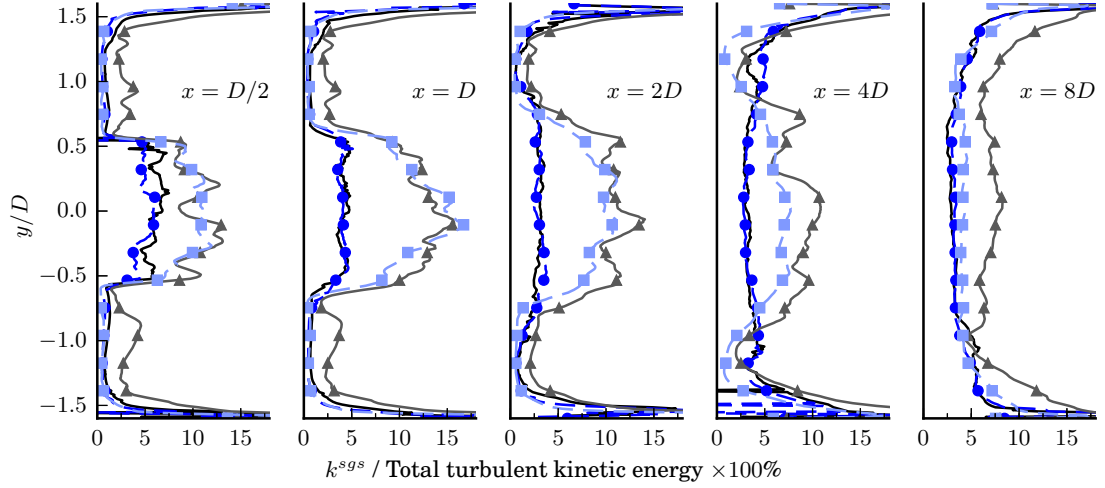 1.5
1.0
x = D/2
x = D
x = 2D
x = 4D
x = 8D
0.5
0.0
−0.5
−1.0
−1.5
y/D
0 5 10 15 0 5 10 15 0 5 10 15 0 5 10 15 0 5 10 15
k^{sgs} / Total turbulent kinetic energy ×100%